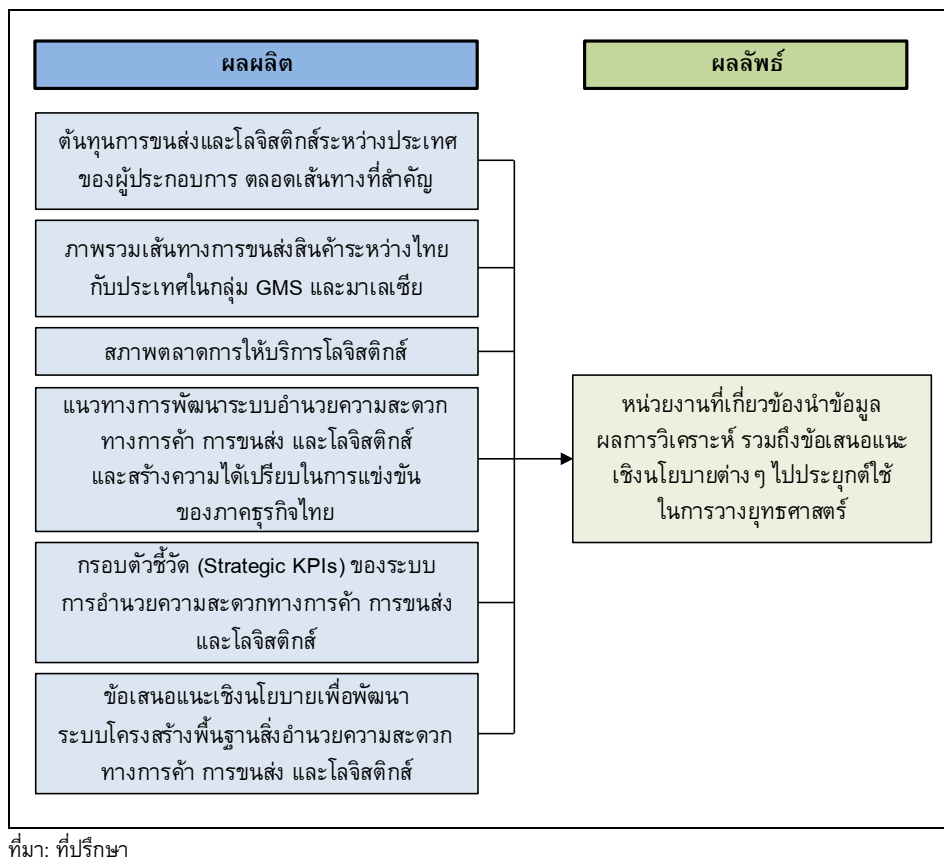 ผลผลิต
ผลลัพธ์
ต้นทุนการขนส่งและโลจิสติกส์ระหว่างประเทศ
ของผู้ประกอบการ ตลอดเส้นทางที่สำคัญ
ภาพรวมเส้นทางการขนส่งสินค้าระหว่างไทย
กับประเทศในกลุ่ม GMS และมาเลเซีย
สภาพตลาดการให้บริการโลจิสติกส์
แนวทางการพัฒนาระบบอำนวยความสะดวก
ทางการค้า การขนส่ง และโลจิสติกส์
และสร้างความได้เปรียบในการแข่งขัน
ของภาคธุรกิจไทย
กรอบตัวชี้วัด (Strategic KPIs) ของระบบ
การอำนวยความสะดวกทางการค้า การขนส่ง
และโลจิสติกส์
ข้อเสนอแนะเชิงนโยบายเพื่อพัฒนา
ระบบโครงสร้างพื้นฐานสิ่งอำนวยความสะดวก
ทางการค้า การขนส่ง และโลจิสติกส์
หน่วยงานที่เกี่ยวข้องนำข้อมูล
ผลการวิเคราะห์ รวมถึงข้อเสนอแนะ
เชิงนโยบายต่าง ๆ ไปประยุกต์ใช้
ในการวางยุทธศาสตร์
ที่มา: ที่ปรึกษา